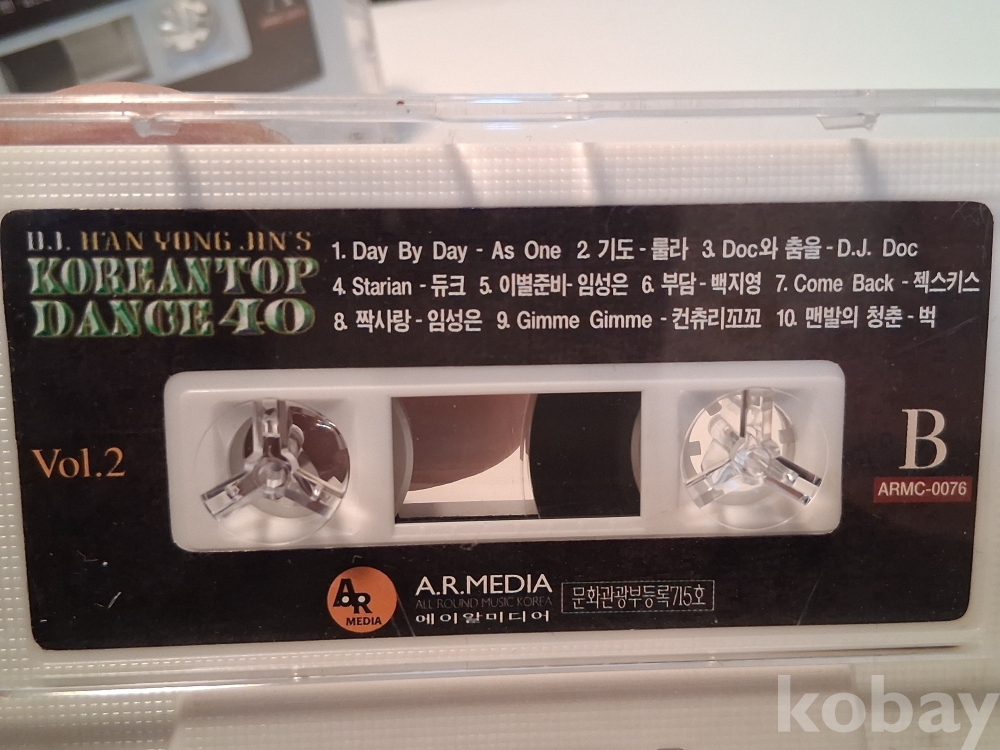 D.J. HAN YONG JIN'S
KOREAN TOP
DANCE 40
1. Day By Day - As One 2. 기도 - 룰라 3. Doc와 춤을 - D.J. Doc
4. Starian - 듀크 5. 이별준비 - 임성은 6. 부담 - 백지영 7. Come Back - 젝스키스
8. 짝사랑 - 임성은 9. Gimme Gimme - 컨츄리꼬꼬 10. 맨발의 청춘 - 벅
Vol.2
B
ARMC-0076
AR
MEDIA
A.R.MEDIA
ALL ROUND MUSIC KOREA
에이알미디어
문화관광부등록715호
kobay